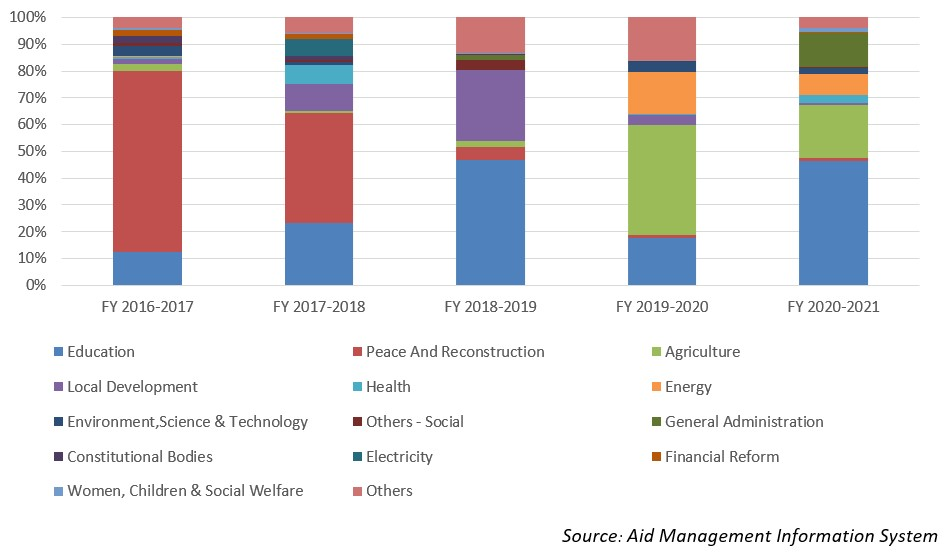 100%
90%
80%
70%
60%
50%
40%
30%
20%
10%
0%
FY 2016-2017 FY 2017-2018 FY 2018-2019 FY 2019-2020 FY 2020-2021
Education Peace And Reconstruction Agriculture
Local Development Health Energy
Environment,Science & Technology Others - Social General Administration
Constitutional Bodies Electricity Financial Reform
Women, Children & Social Welfare Others
Source: Aid Management Information System